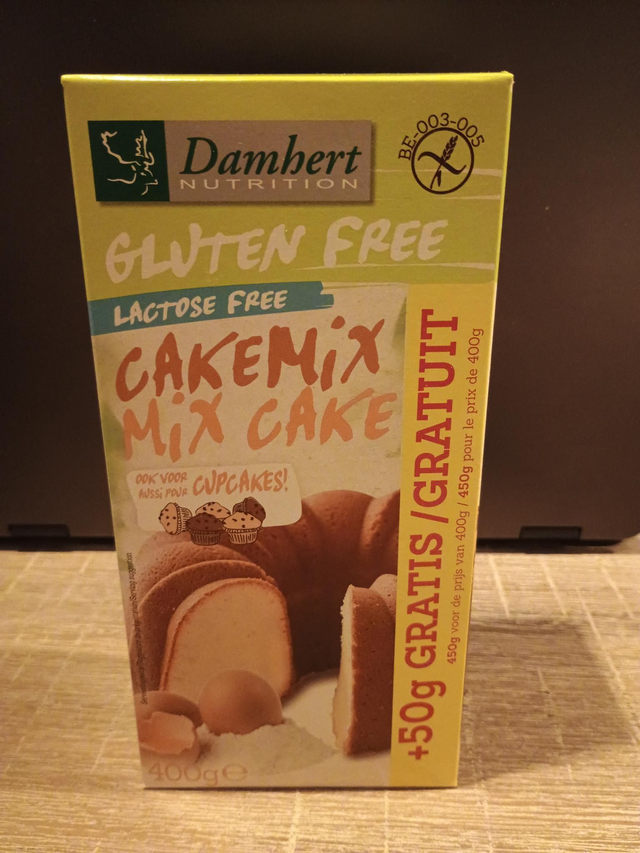 Damhert
NUTRITION
BE-003-005
GLUTEN FREE
LACTOSE FREE
CAKEMiX
MiX CAKE
OOK VOOR
AUSSi POUR CUPCAKES!
+50g GRATIS /GRATUIT
450g voor de prijs van 400g / 450g pour le prix de 400g
400g e